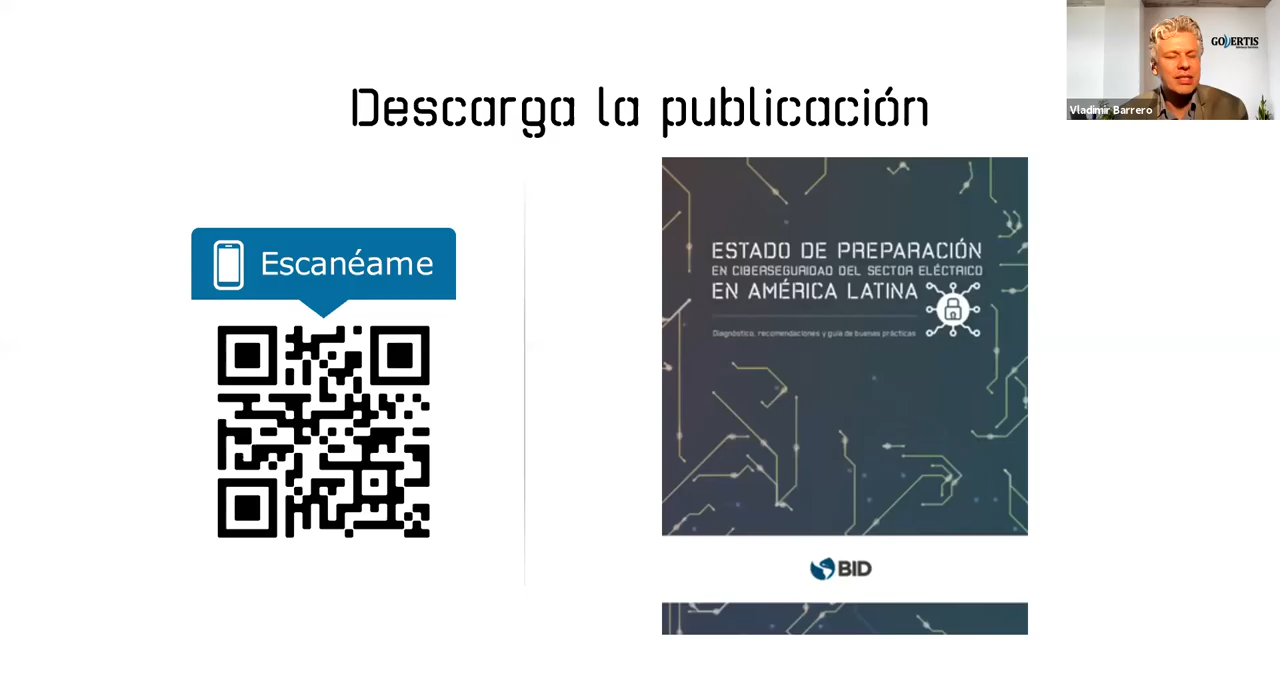 Descarga la publicación
Escanéame
ESTADO DE PREPARACIÓN
EN CIBERSEGURIDAD DEL SECTOR ELÉCTRICO
EN AMÉRICA LATINA
Diagnóstico, recomendaciones y guía de buenas prácticas
BID
GOVERTIS
Vladimir Barrero